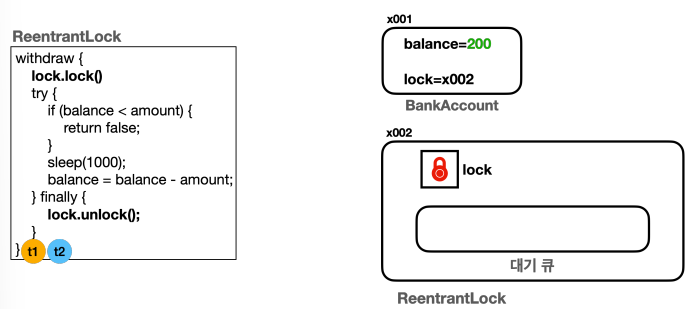 ReentrantLock
withdraw {
lock.lock()
try {
if (balance < amount) {
return false;
}
sleep(1000);
balance = balance - amount;
} finally {
lock.unlock();
}
} t1 t2
x001
balance=200
lock=x002
BankAccount
x002
lock
대기 큐
ReentrantLock